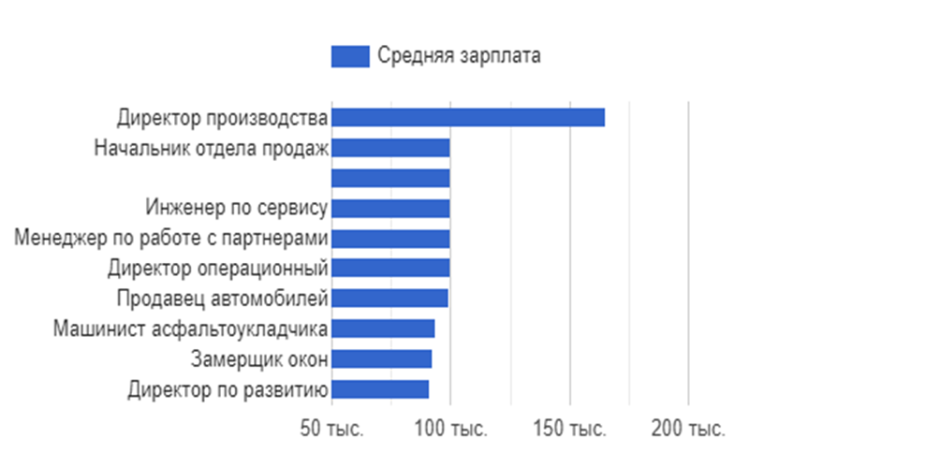 Средняя зарплата
Директор производства
Начальник отдела продаж
Инженер по сервису
Менеджер по работе с партнерами
Директор операционный
Продавец автомобилей
Машинист асфальтоукладчика
Замерщик окон
Директор по развитию
50 тыс. 100 тыс. 150 тыс. 200 тыс.